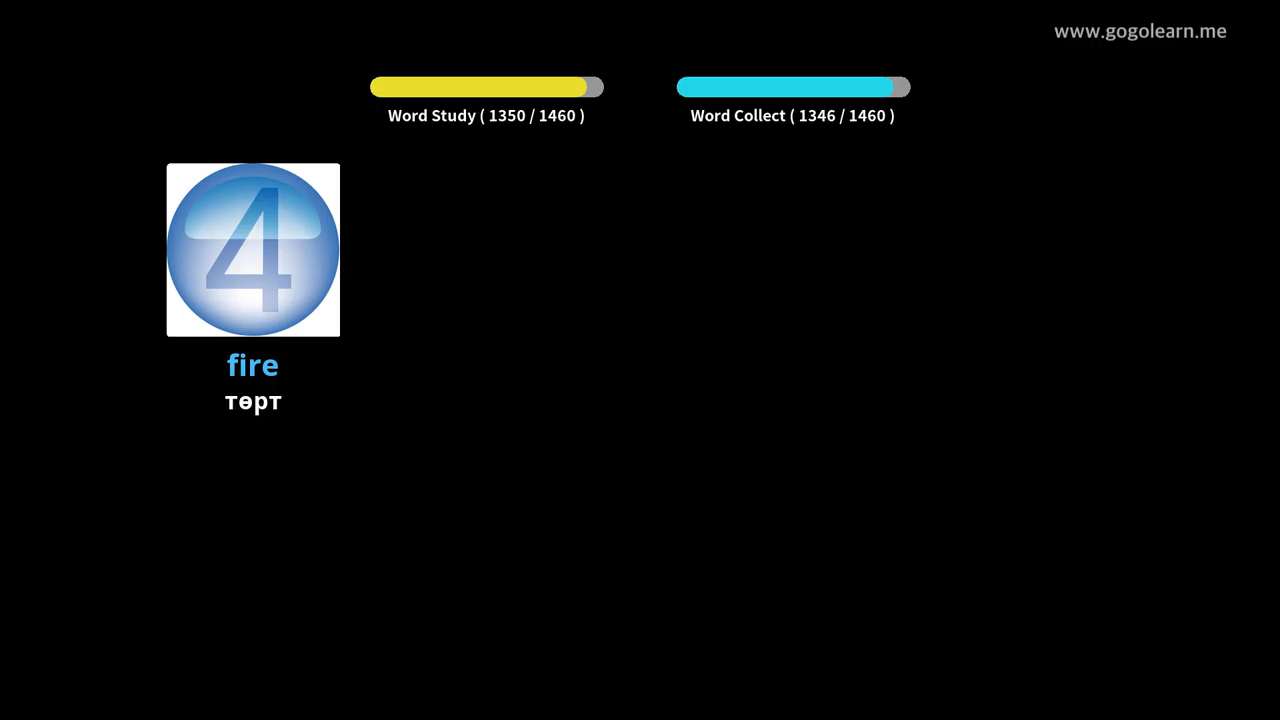 www.gogolearn.me
Word Study ( 1350 / 1460 )
Word Collect ( 1346 / 1460 )
4
fire
төрт